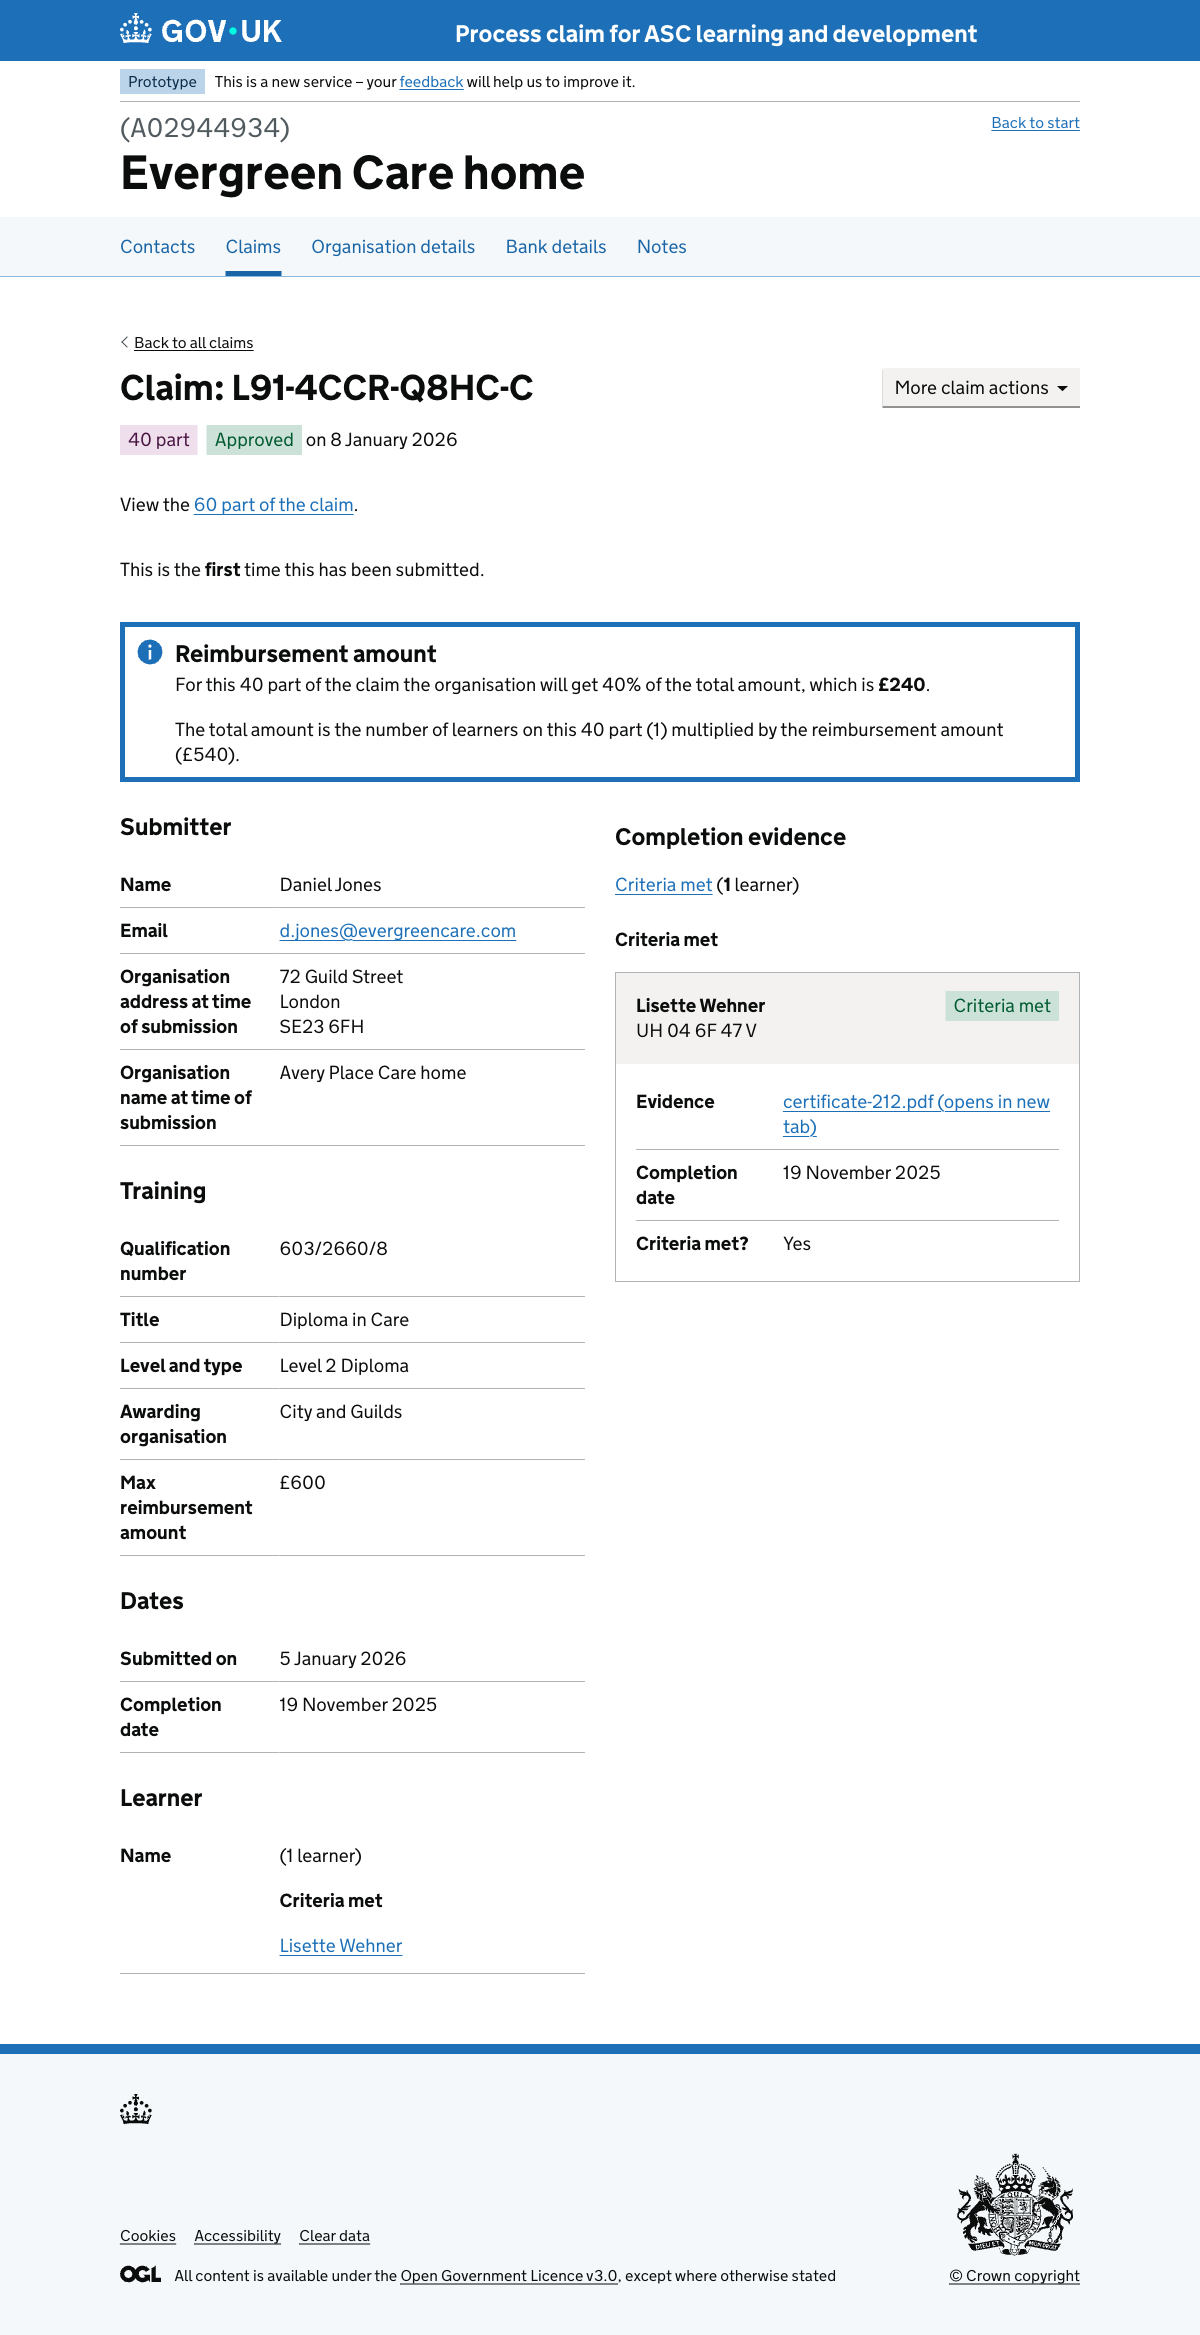 GOV·UK
Process claim for ASC learning and development
Prototype This is a new service – your feedback will help us to improve it.
(A02944934)
Back to start
Evergreen Care home
Contacts Claims Organisation details Bank details Notes
Back to all claims
Claim: L91-4CCR-Q8HC-C
More claim actions
40 part Approved on 8 January 2026
View the 60 part of the claim.
This is the first time this has been submitted.
Reimbursement amount
For this 40 part of the claim the organisation will get 40% of the total amount, which is £240.
The total amount is the number of learners on this 40 part (1) multiplied by the reimbursement amount
(£540).
Submitter
Name Daniel Jones
Email d.jones@evergreencare.com
Organisation address at time of submission
72 Guild Street
London
SE23 6FH
Organisation name at time of submission
Avery Place Care home
Training
Qualification number 603/2660/8
Title Diploma in Care
Level and type Level 2 Diploma
Awarding organisation City and Guilds
Max reimbursement amount £600
Dates
Submitted on 5 January 2026
Completion date 19 November 2025
Learner
Name (1 learner)
Criteria met
Lisette Wehner
Completion evidence
Criteria met (1 learner)
Criteria met
Lisette Wehner Criteria met
UH 04 6F 47 V
Evidence certificate-212.pdf (opens in new
tab)
Completion date 19 November 2025
Criteria met? Yes
Cookies Accessibility Clear data
OGL All content is available under the Open Government Licence v3.0, except where otherwise stated
© Crown copyright